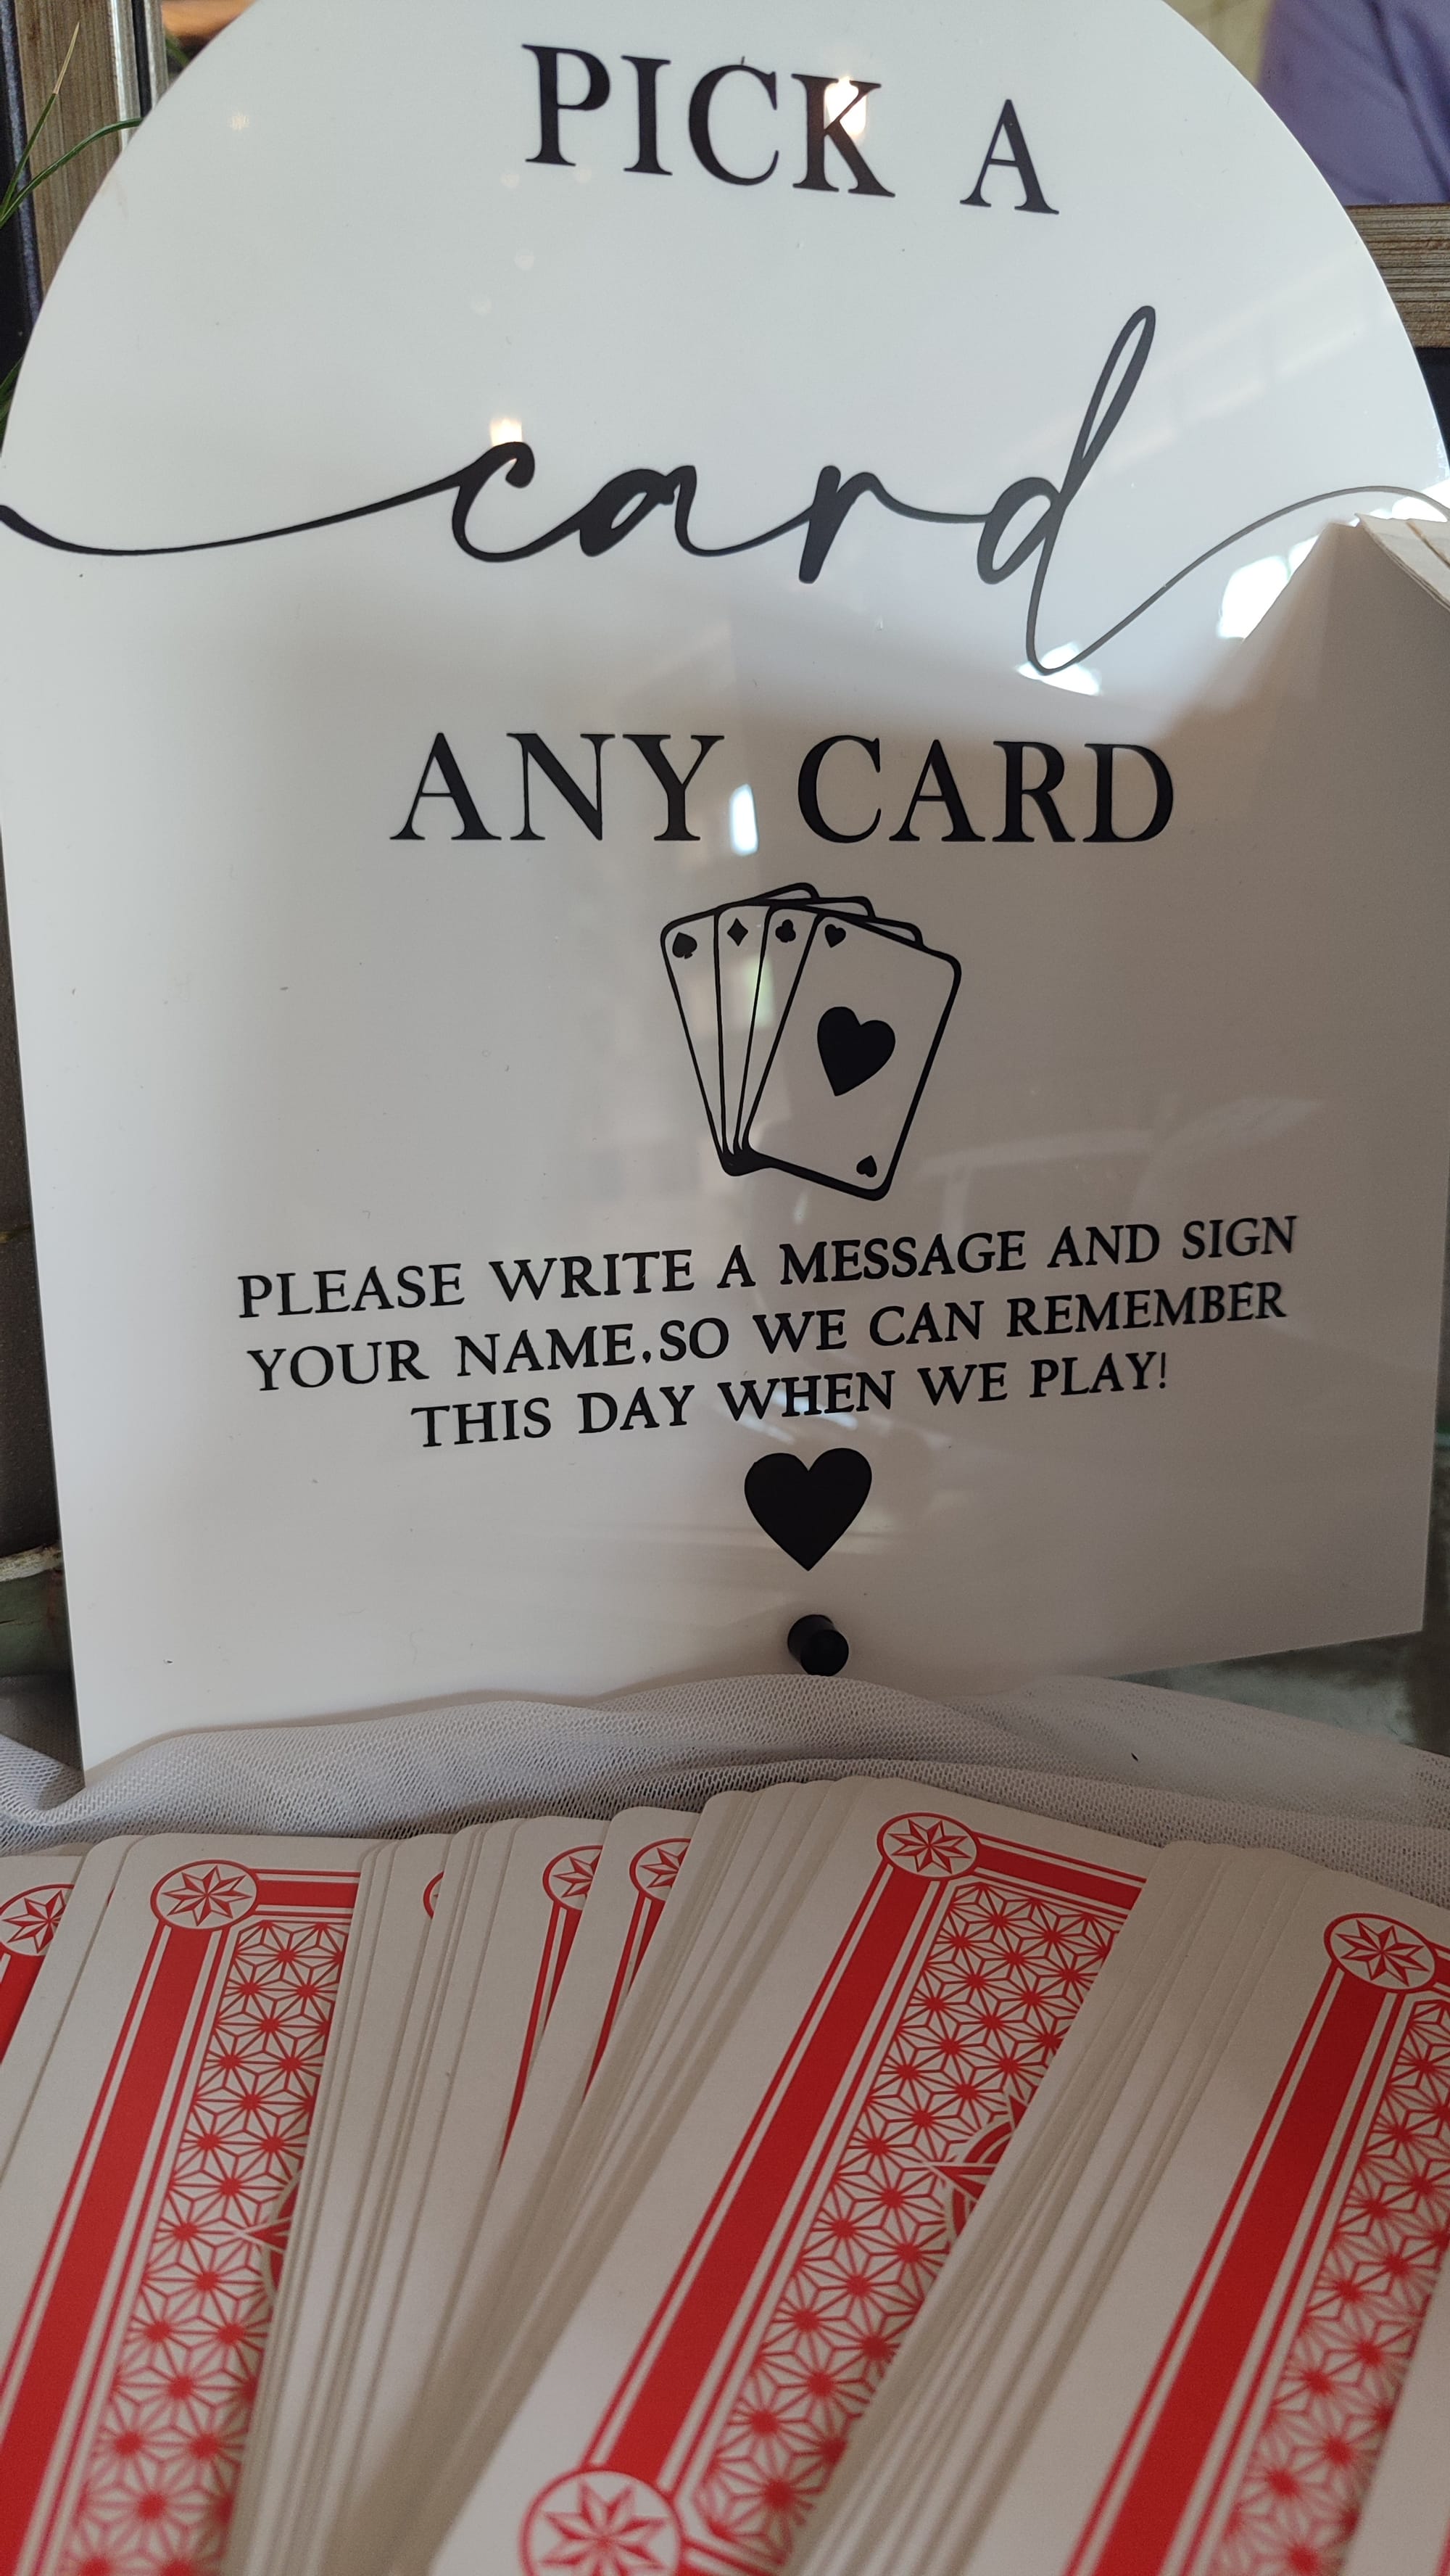 PICK A
card
ANY CARD
PLEASE WRITE A MESSAGE AND SIGN
YOUR NAME.SO WE CAN REMEMBER
THIS DAY WHEN WE PLAY!